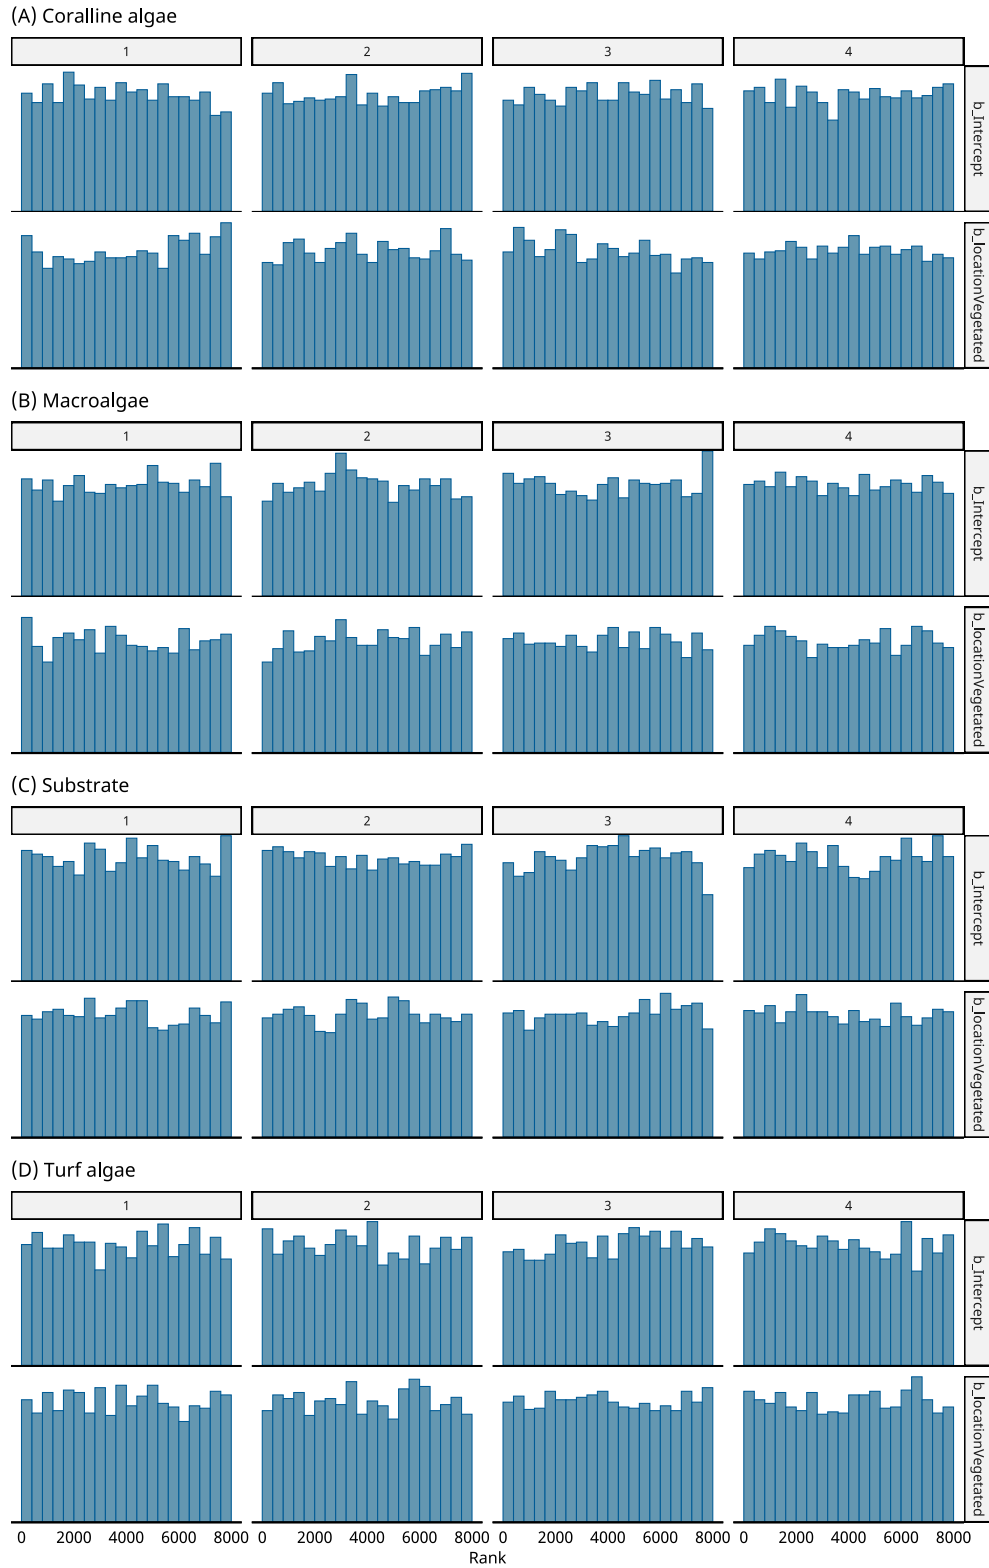 (A) Coralline algae
1 2 3 4
b_Intercept
b_locationVegetated
(B) Macroalgae
1 2 3 4
b_Intercept
b_locationVegetated
(C) Substrate
1 2 3 4
b_Intercept
b_locationVegetated
(D) Turf algae
1 2 3 4
b_Intercept
b_locationVegetated
0 2000 4000 6000 8000 0 2000 4000 6000 8000 0 2000 4000 6000 8000 0 2000 4000 6000 8000
Rank